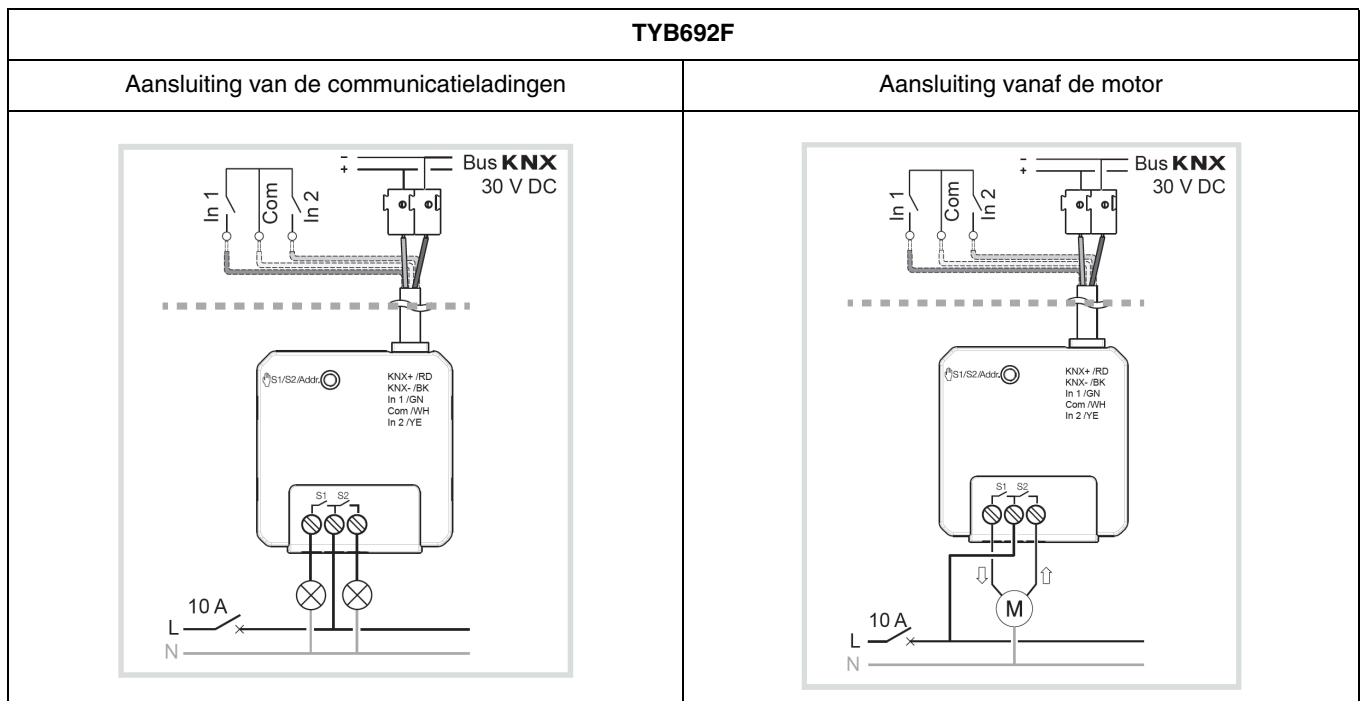 TYB692F
Aansluiting van de communicatieladingen
Aansluiting vanaf de motor
- Bus KNX
+ 30 V DC
In 1
Com
In 2
S1/S2/Addr.
KNX+ /RD
KNX- /BK
In 1 /GN
Com /WH
In 2 /YE
S1 S2
10 A
L
N
- Bus KNX
+ 30 V DC
In 1
Com
In 2
S1/S2/Addr.
KNX+ /RD
KNX- /BK
In 1 /GN
Com /WH
In 2 /YE
S1 S2
M
10 A
L
N